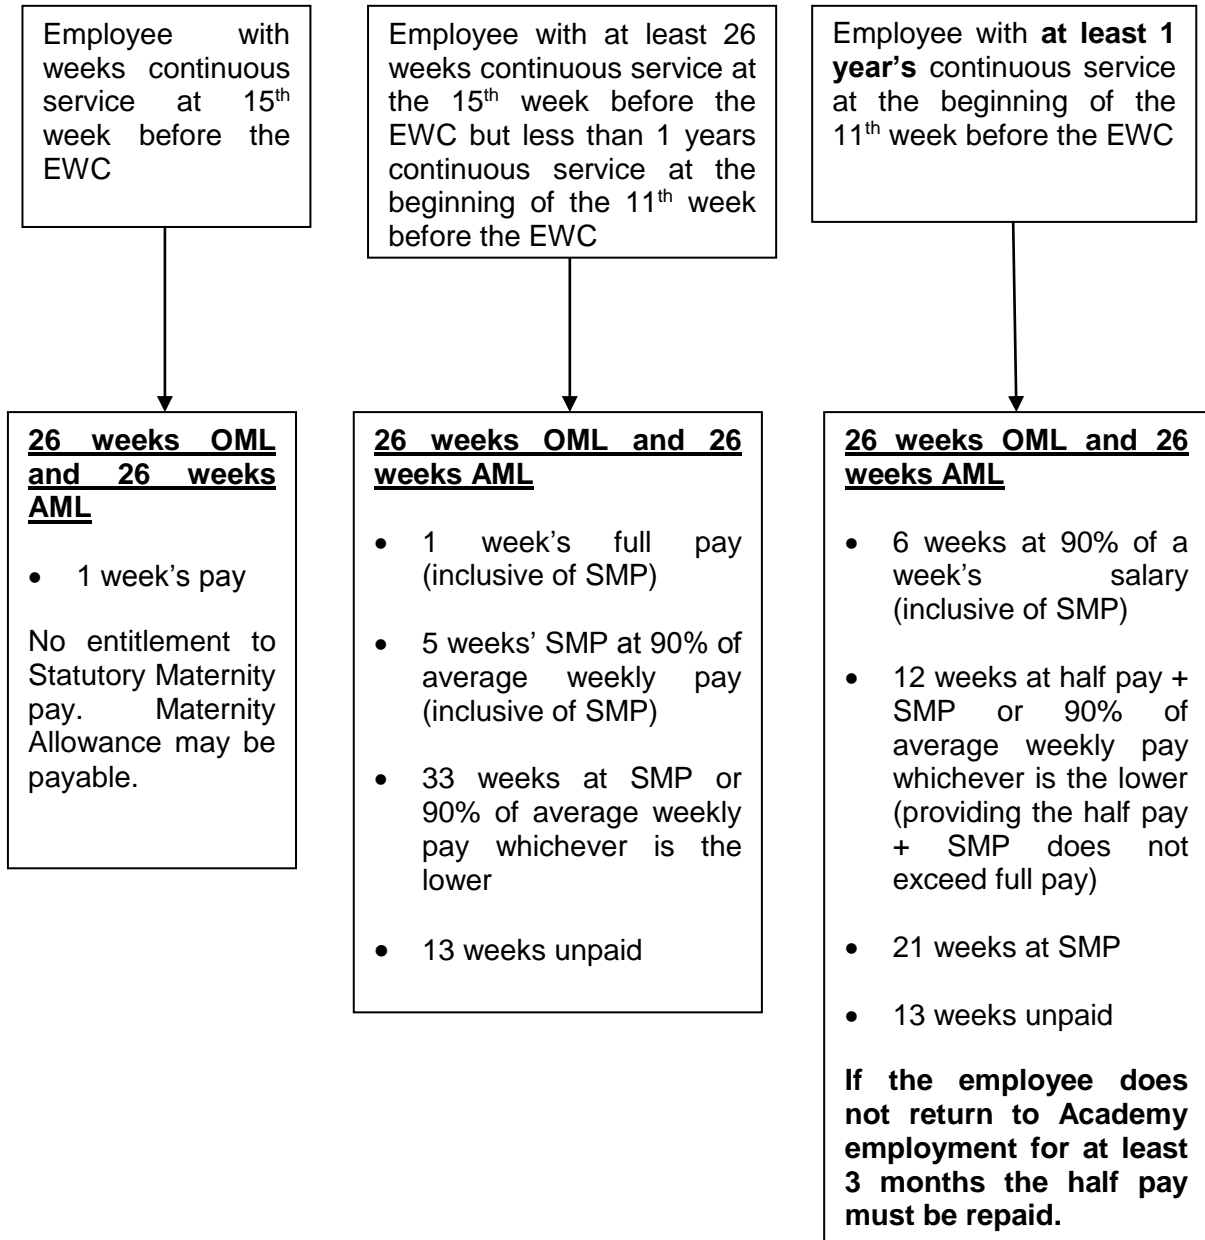 Employee with
weeks continuous
service at 15th
week before the
EWC
Employee with at least 26
weeks continuous service at
the 15th week before the
EWC but less than 1 years
continuous service at the
beginning of the 11th week
before the EWC
Employee with at least 1
year’s continuous service
at the beginning of the
11th week before the EWC
26 weeks OML
and 26 weeks
AML
• 1 week’s pay
No entitlement to
Statutory Maternity
pay. Maternity
Allowance may be
payable.
26 weeks OML and 26
weeks AML
• 1 week’s full pay
(inclusive of SMP)
• 5 weeks’ SMP at 90% of
average weekly pay
(inclusive of SMP)
• 33 weeks at SMP or
90% of average weekly
pay whichever is the
lower
• 13 weeks unpaid
26 weeks OML and 26
weeks AML
• 6 weeks at 90% of a
week’s salary
(inclusive of SMP)
• 12 weeks at half pay +
SMP or 90% of
average weekly pay
whichever is the lower
(providing the half pay
+ SMP does not
exceed full pay)
• 21 weeks at SMP
• 13 weeks unpaid
If the employee does
not return to Academy
employment for at least
3 months the half pay
must be repaid.